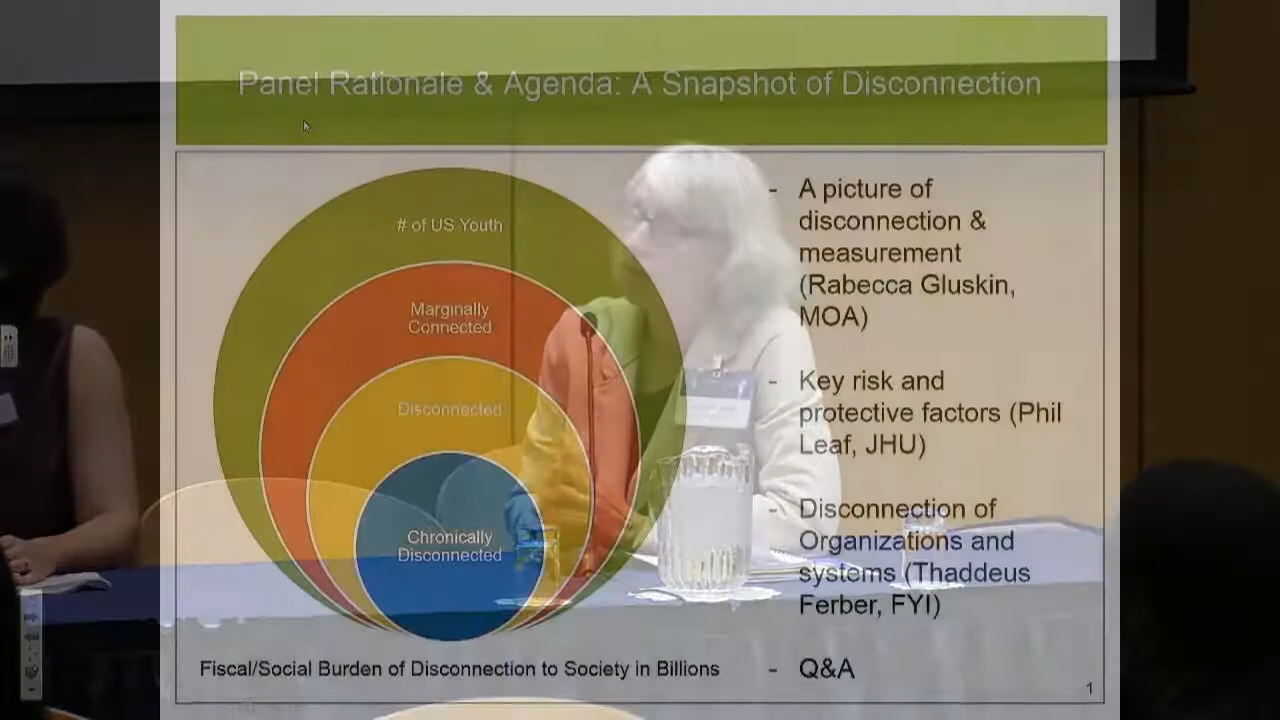 Panel Rationale & Agenda: A Snapshot of Disconnection
# of US Youth
Marginally
Connected
Disconnected
Chronically
Disconnected
Fiscal/Social Burden of Disconnection to Society in Billions
- A picture of
disconnection &
measurement
(Rabecca Gluskin,
MOA)
- Key risk and
protective factors (Phil
Leaf, JHU)
- Disconnection of
Organizations and
systems (Thaddeus
Ferber, FYI)
- Q&A
1